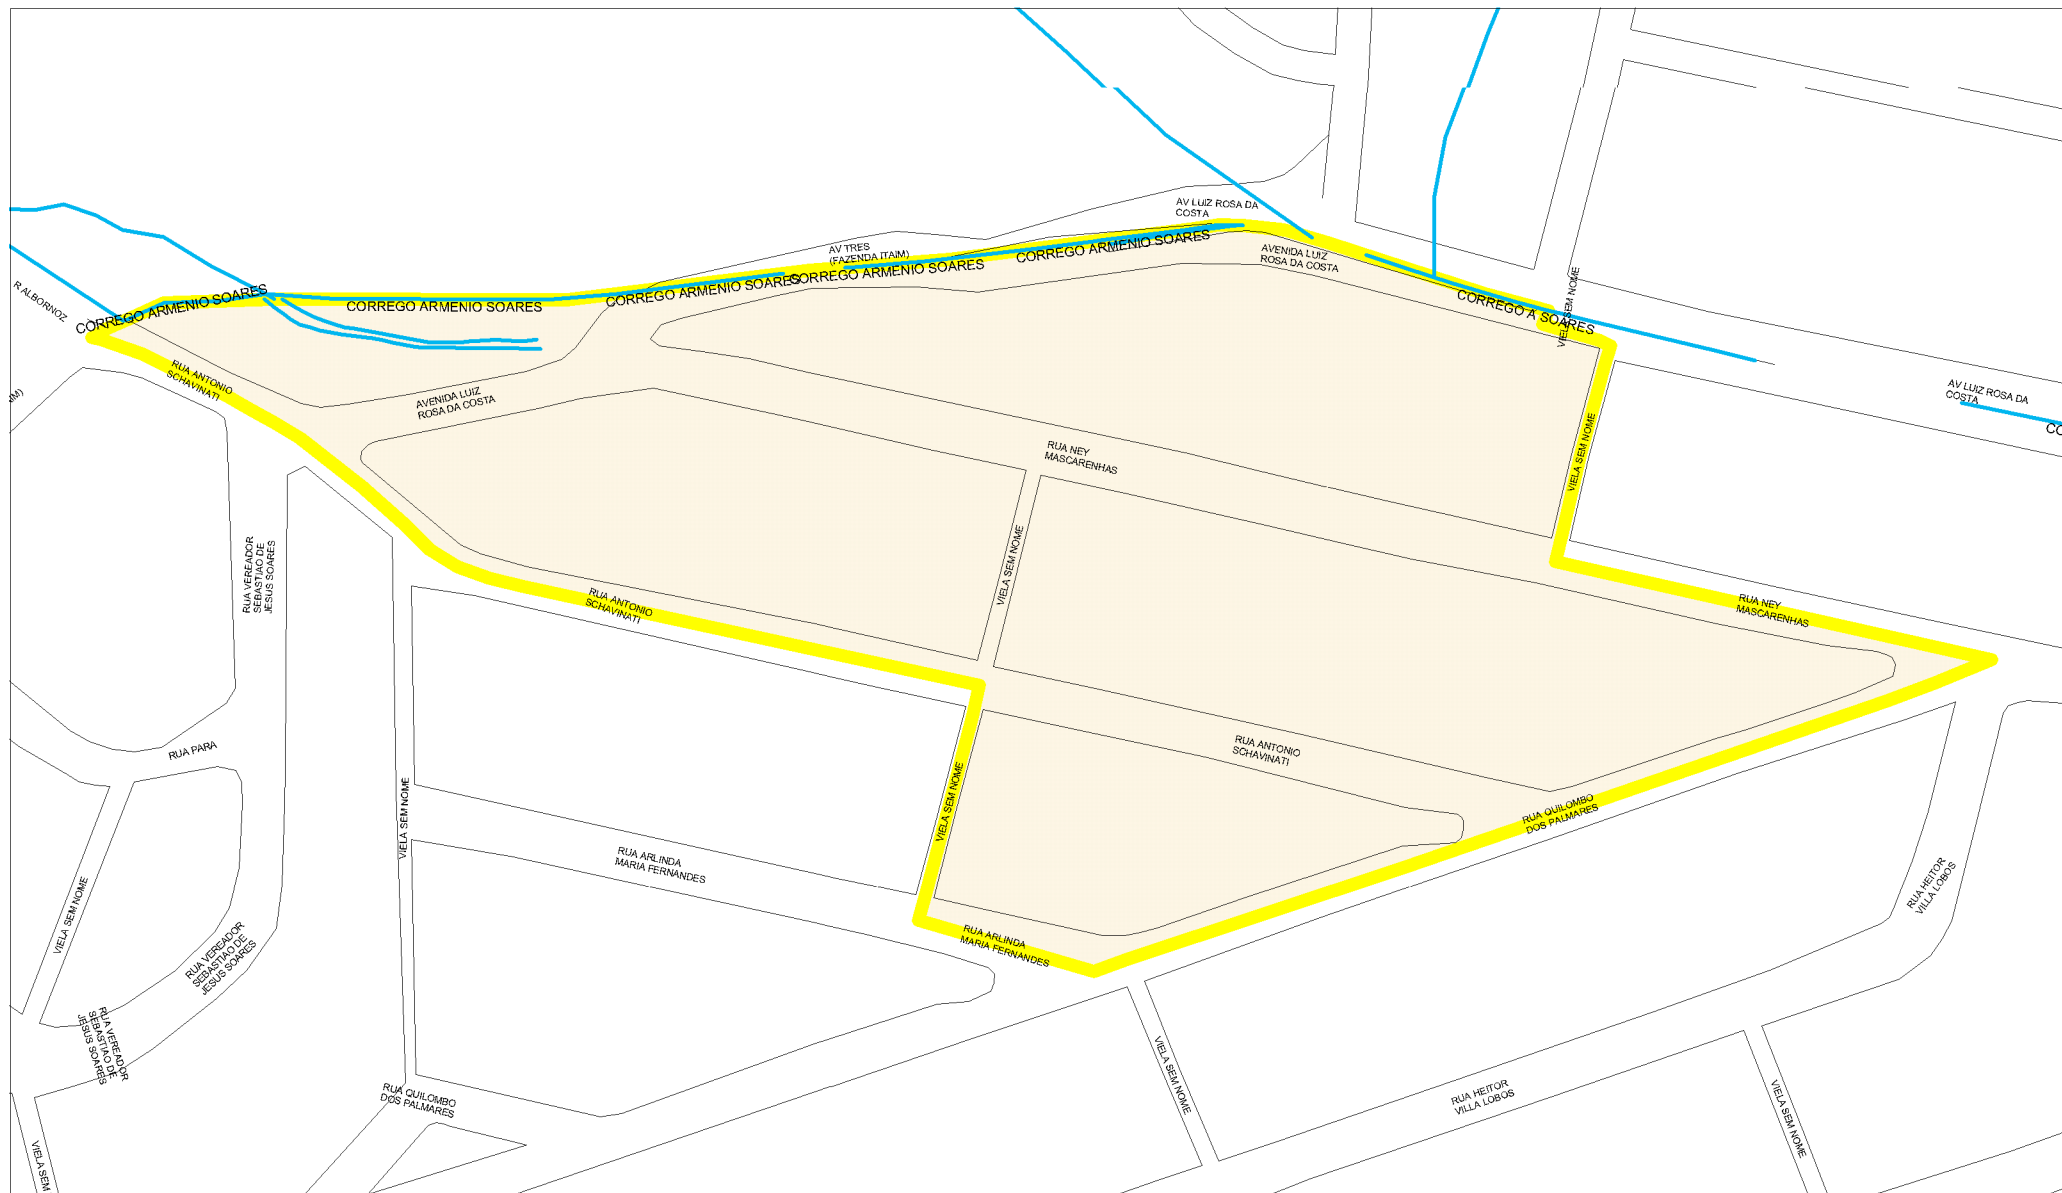 AV LUIZ ROSA DA
COSTA
AV TRES
(FAZENDA ITAIM)
CORREGO ARMENIO SOARES
AVENIDA LUIZ
ROSA DA COSTA
CORREGO ARMENIO SOARES
CORREGO ARMENIO SOARES
CORREGO ARMENIO SOARES
CORREGO ARMENIO SOARES
R ALBORNOZ
CORREGO A SOARES
VIELA SEM NOME
RUA ANTONIO
SCHAVINATI
AVENIDA LUIZ
ROSA DA COSTA
AV LUIZ ROSA DA
COSTA
CO
RUA NEY
MASCARENHAS
VIELA SEM NOME
VIELA SEM NOME
RUA VEREADOR
SEBASTIAO DE
JESUS SOARES
RUA ANTONIO
SCHAVINATI
RUA NEY
MASCARENHAS
RUA PARA
RUA ANTONIO
SCHAVINATI
VIELA SEM NOME
VIELA SEM NOME
RUA QUILOMBO
DOS PALMARES
RUA ARLINDA
MARIA FERNANDES
RUA HEITOR
VILLA LOBOS
VIELA SEM NOME
RUA VEREADOR
SEBASTIAO DE
JESUS SOARES
RUA ARLINDA
MARIA FERNANDES
RUA VEREADOR
SEBASTIAO DE
JESUS SOARES
VIELA SEM NOME
RUA QUILOMBO
DOS PALMARES
RUA HEITOR
VILLA LOBOS
VIELA SEM NOME
VIELA SEM